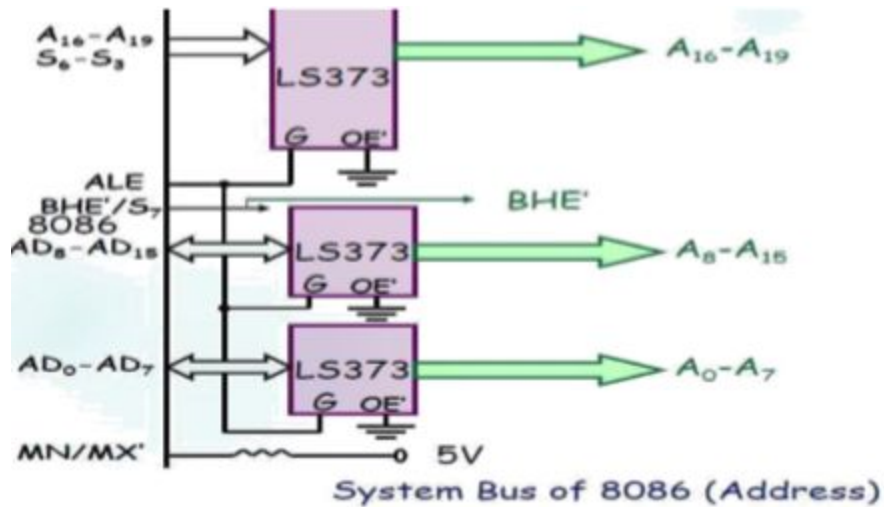 A₁₆-A₁₉
S₆-S₃
LS373
A₁₆-A₁₉
G OE'
ALE
BHE'/S₇
BHE'
8086
AD₈-AD₁₅
LS373
A₈-A₁₅
G OE'
AD₀-AD₇
LS373
A₀-A₇
G OE'
MN/MX'
5V
System Bus of 8086 (Address)